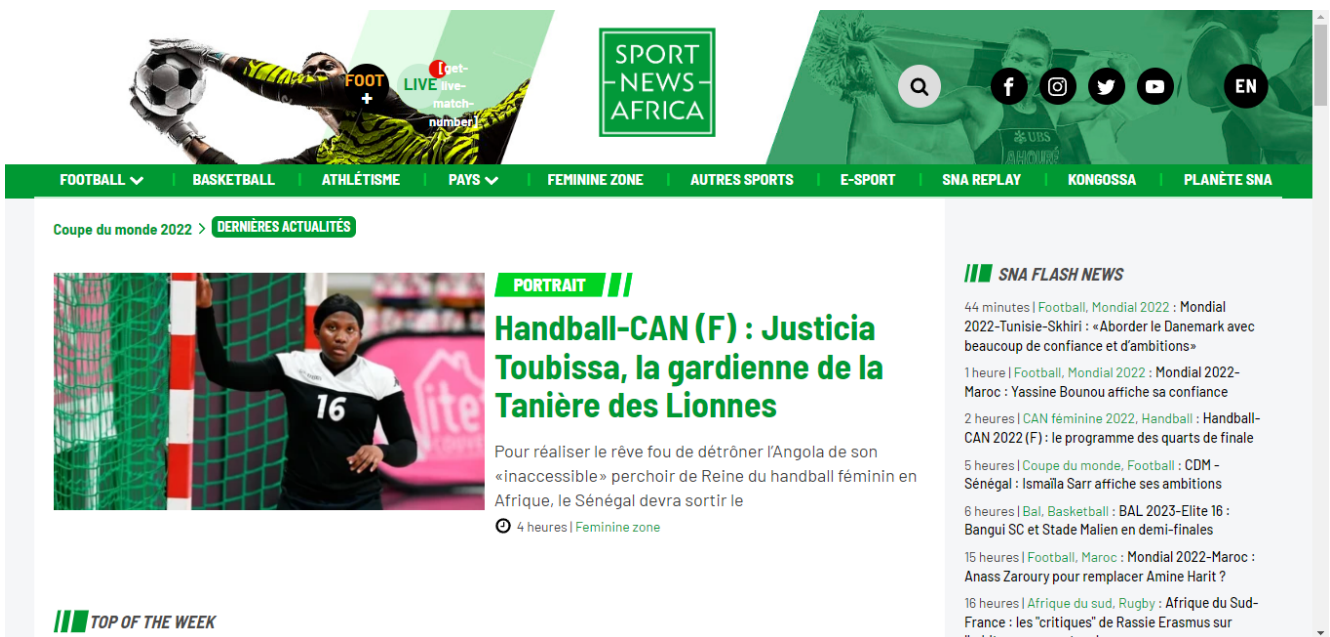 FOOT
+
LIVE
[get-
live-
match-
number]
SPORT
NEWS
AFRICA
UBS
AHOURÉ
EN
FOOTBALL
BASKETBALL
ATHLÉTISME
PAYS
FEMININE ZONE
AUTRES SPORTS
E-SPORT
SNA REPLAY
KONGOSSA
PLANÈTE SNA
Coupe du monde 2022 > DERNIÈRES ACTUALITÉS
16
PORTRAIT
Handball-CAN (F) : Justicia
Toubissa, la gardienne de la
Tanière des Lionnes
Pour réaliser le rêve fou de détrôner l'Angola de son
«inaccessible» perchoir de Reine du handball féminin en
Afrique, le Sénégal devra sortir le
4 heures | Feminine zone
TOP OF THE WEEK
SNA FLASH NEWS
44 minutes | Football, Mondial 2022 : Mondial
2022-Tunisie-Skhiri : «Aborder le Danemark avec
beaucoup de confiance et d'ambitions»
1 heure | Football, Mondial 2022 : Mondial 2022-
Maroc : Yassine Bounou affiche sa confiance
2 heures | CAN féminine 2022, Handball : Handball-
CAN 2022 (F) : le programme des quarts de finale
5 heures | Coupe du monde, Football : CDM -
Sénégal : Ismaïla Sarr affiche ses ambitions
6 heures | Bal, Basketball : BAL 2023-Elite 16 :
Bangui SC et Stade Malien en demi-finales
15 heures | Football, Maroc : Mondial 2022-Maroc :
Anass Zaroury pour remplacer Amine Harit ?
16 heures | Afrique du sud, Rugby : Afrique du Sud-
France : les "critiques" de Rassie Erasmus sur